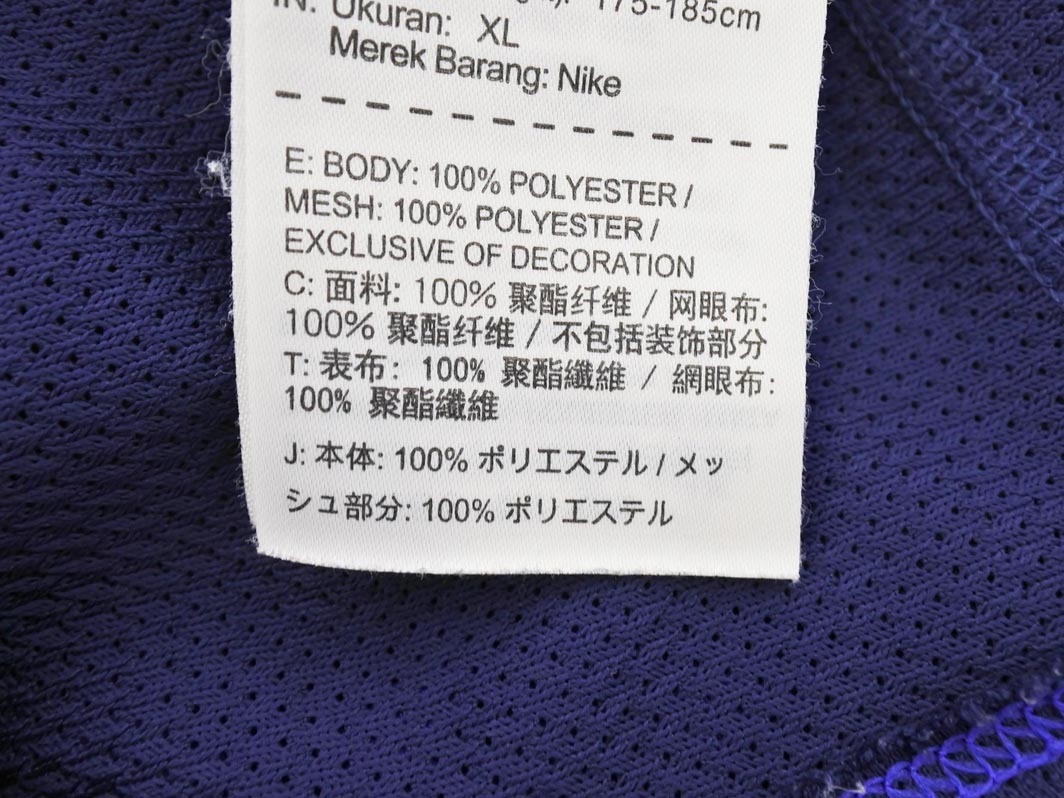 175-185cm
IN: Ukuran: XL
Merek Barang: Nike
E: BODY: 100% POLYESTER /
MESH: 100% POLYESTER /
EXCLUSIVE OF DECORATION
C: 面料: 100% 聚酯纤维 / 网眼布:
100% 聚酯纤维 / 不包括装饰部分
T: 表布: 100% 聚酯纖維 / 網眼布:
100% 聚酯纖維
J: 本体: 100% ポリエステル / メッ
シュ部分: 100% ポリエステル